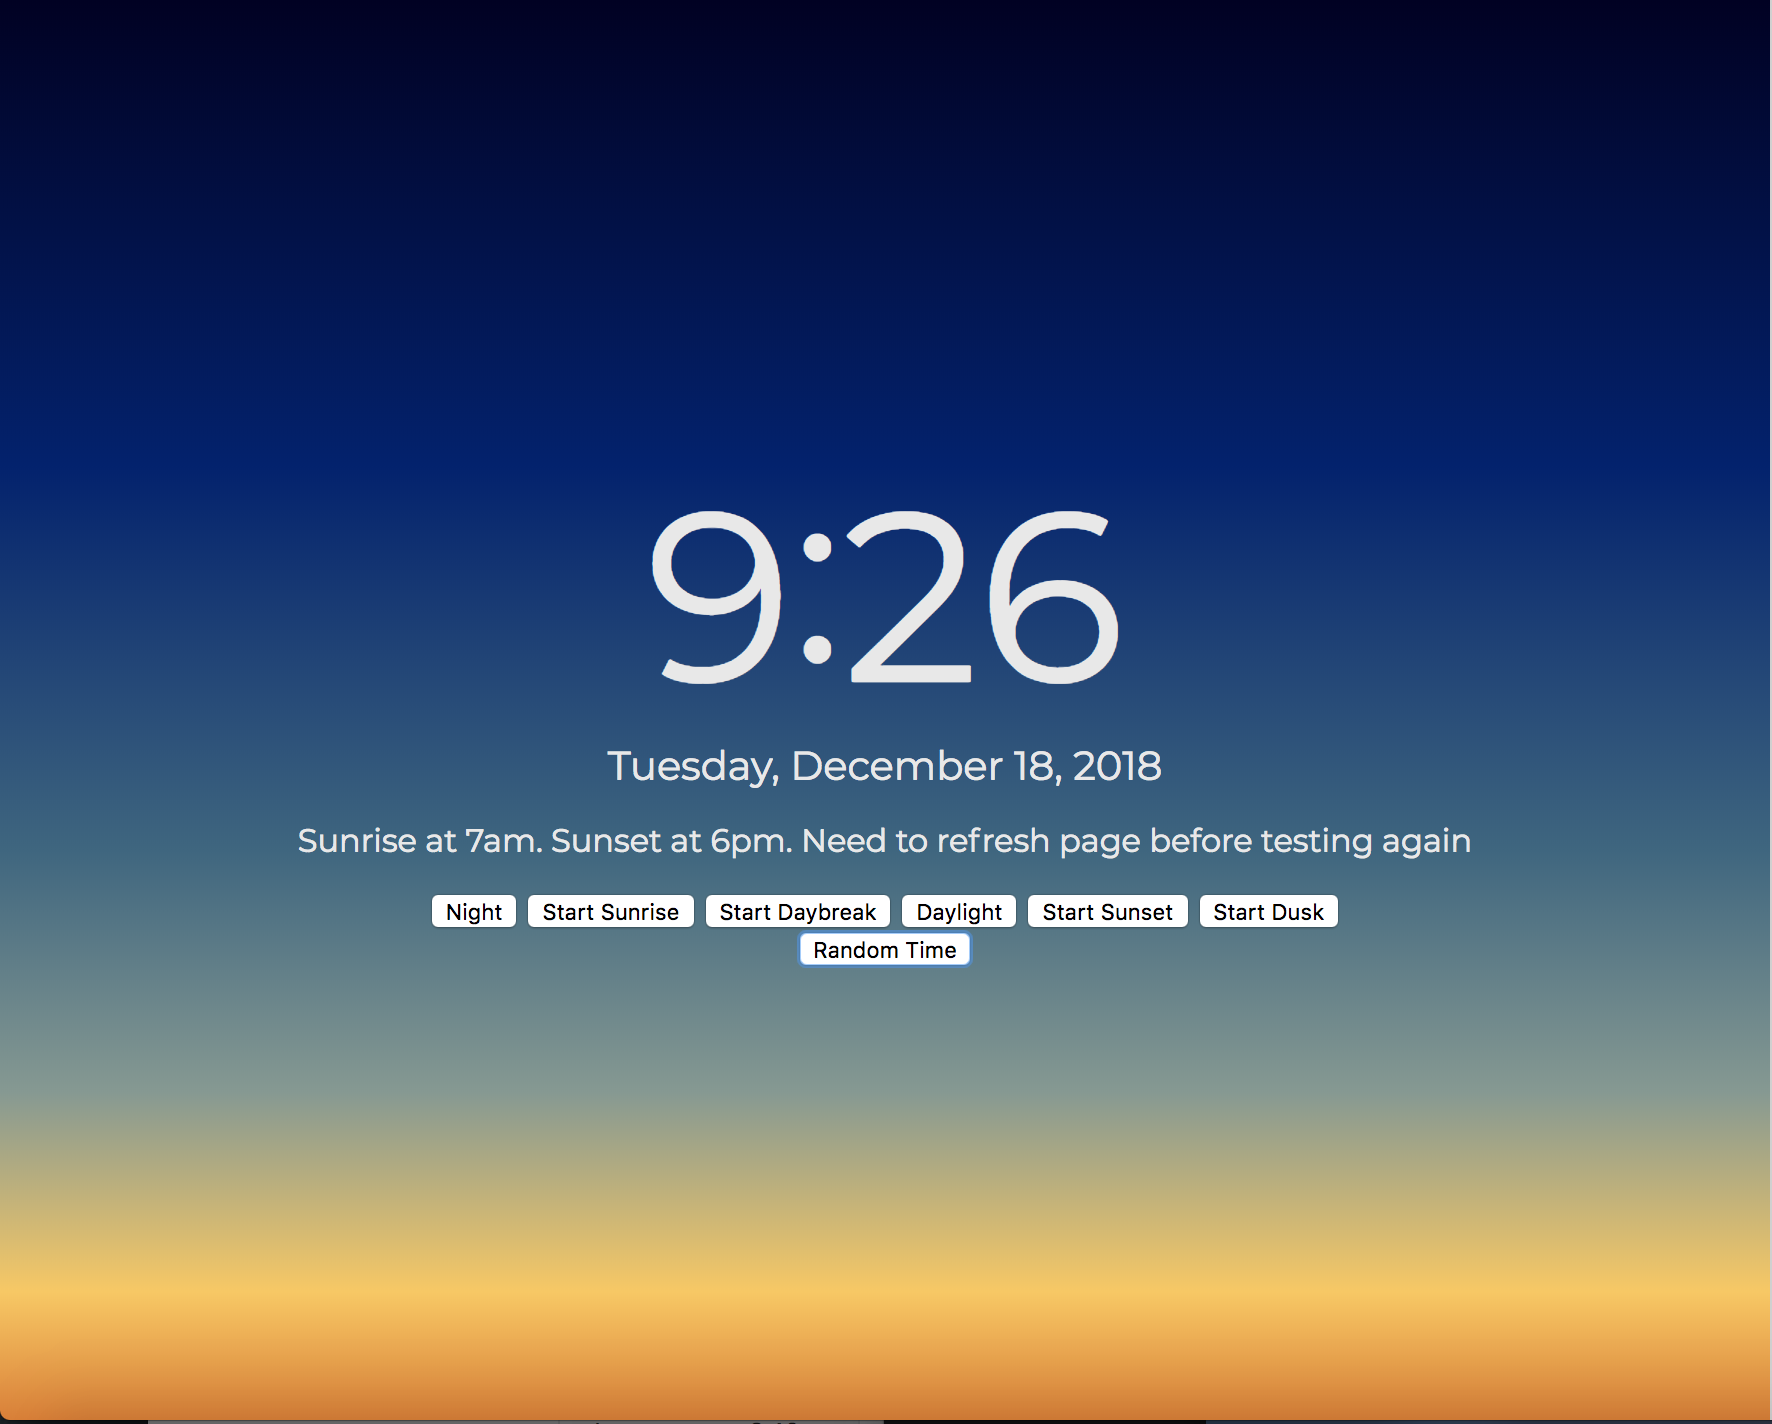 9:26
Tuesday, December 18, 2018
Sunrise at 7am. Sunset at 6pm. Need to refresh page before testing again
Night Start Sunrise Start Daybreak Daylight Start Sunset Start Dusk
Random Time